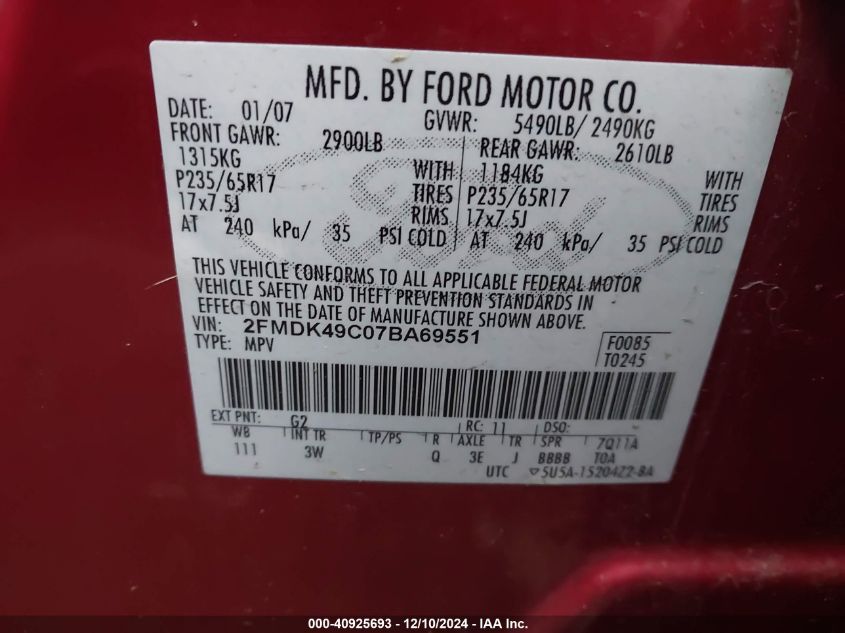 MFD. BY FORD MOTOR CO.
DATE: 01/07 GVWR: 5490LB/ 2490KG
FRONT GAWR: 2900LB REAR GAWR: 2610LB
1315KG WITH 1184KG WITH
P235/65R17 TIRES P235/65R17 TIRES
17x7.5J RIMS 17x7.5J RIMS
AT 240 kPa/ 35 PSI COLD AT 240 kPa/ 35 PSI COLD
Ford
THIS VEHICLE CONFORMS TO ALL APPLICABLE FEDERAL MOTOR
VEHICLE SAFETY AND THEFT PREVENTION STANDARDS IN
EFFECT ON THE DATE OF MANUFACTURE SHOWN ABOVE.
VIN: 2FMDK49C07BA69551 F0085
TYPE: MPV T0245
EXT PNT: G2 RC: 11 DSO:
WB INT TR TP/PS R AXLE TR SPR 7Q11A
111 3W Q 3E J BBBB TOA
UTC ▽5U5A-15204Z2-BA
000-40925693 - 12/10/2024 - IAA Inc.